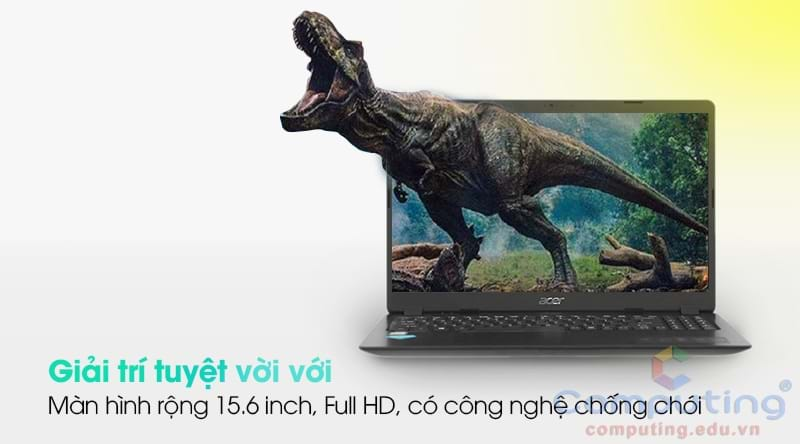 acer
Giải trí tuyệt vời với
Màn hình rộng 15.6 inch, Full HD, có công nghệ chống chói
Computing
computing.edu.vn